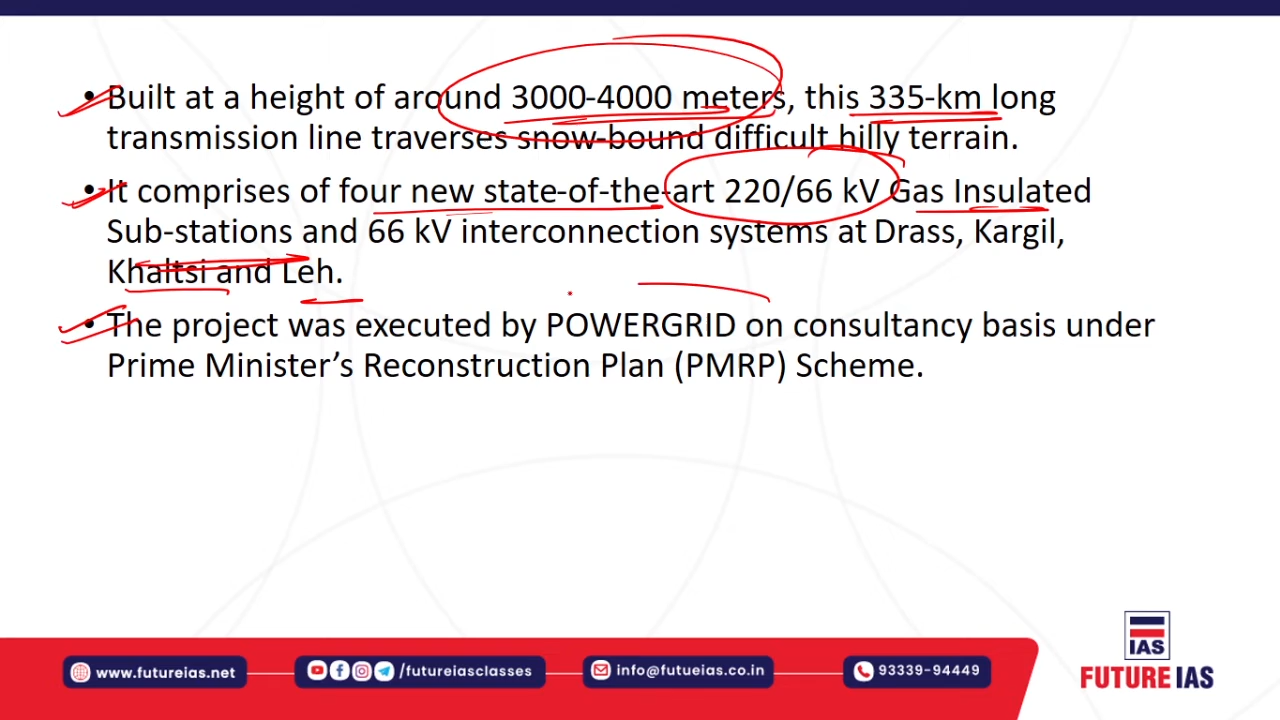 • Built at a height of around 3000-4000 meters, this 335-km long
transmission line traverses snow-bound difficult hilly terrain.
• It comprises of four new state-of-the-art 220/66 kV Gas Insulated
Sub-stations and 66 kV interconnection systems at Drass, Kargil,
Khaltsi and Leh.
• The project was executed by POWERGRID on consultancy basis under
Prime Minister’s Reconstruction Plan (PMRP) Scheme.
IAS
FUTURE IAS
www.futureias.net
/futureiasclasses
info@futueias.co.in
93339-94449